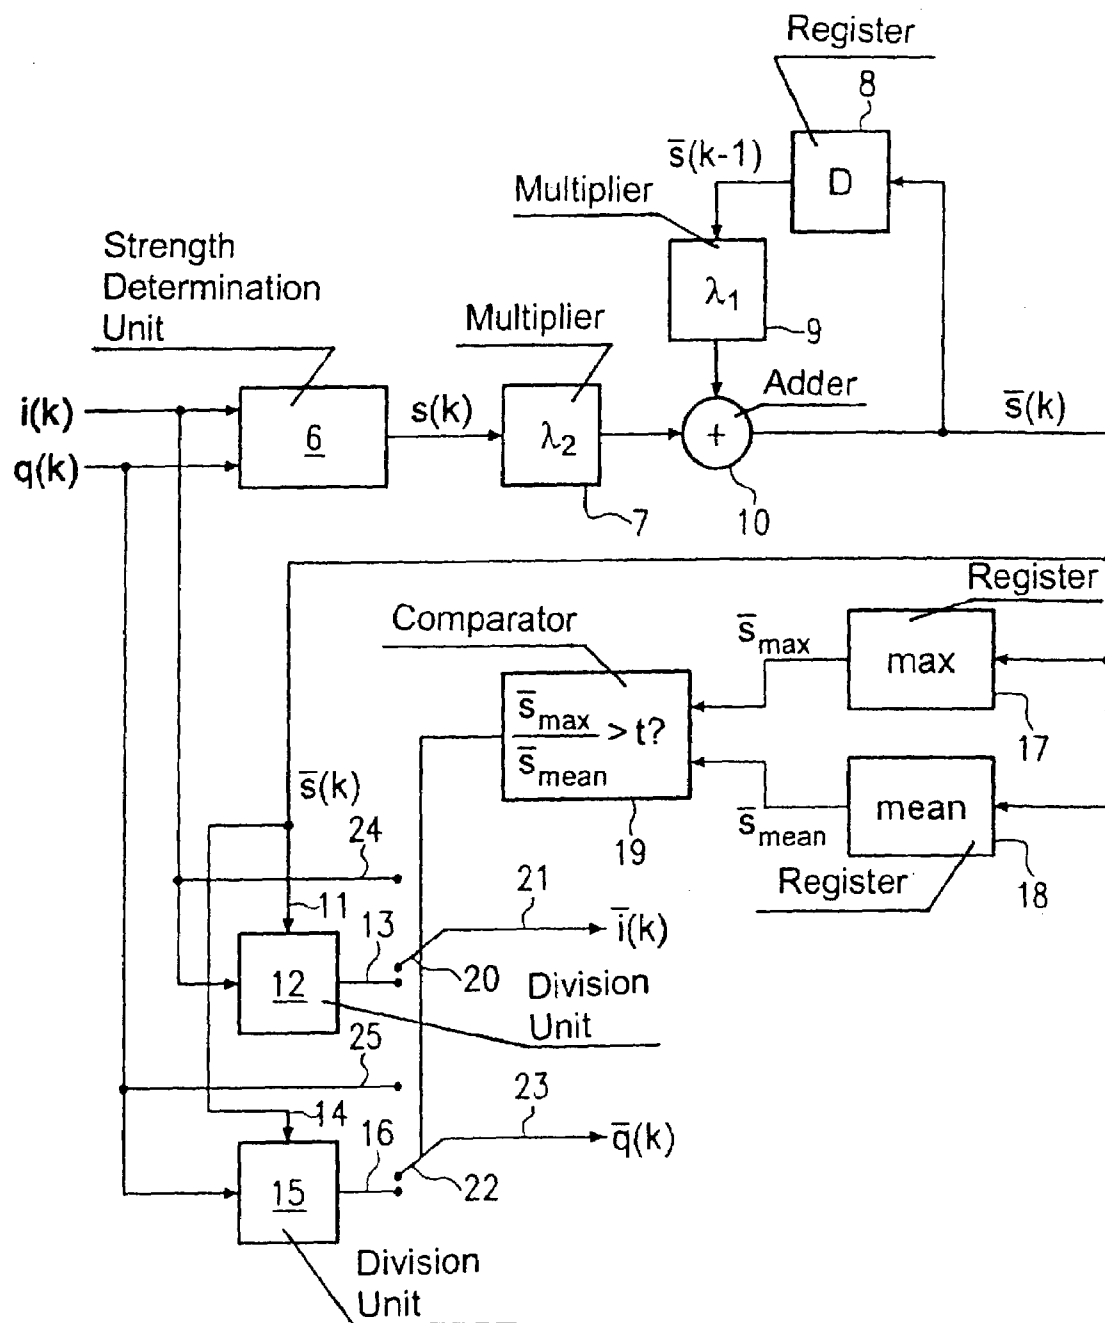 Register
8
s̅(k-1)
D
Multiplier
Strength
Determination
Unit
λ₁
Multiplier
9
Adder
i(k)
s(k)
s̅(k)
6
λ₂
+
q(k)
7
10
Register
Comparator
s̅max
max
s̅max
> t?
s̅mean
17
s̅(k)
mean
s̅mean
24
19
18
Register
21
11
13
i̅(k)
12
20
Division
Unit
25
23
14
16
q̅(k)
22
15
Division
Unit